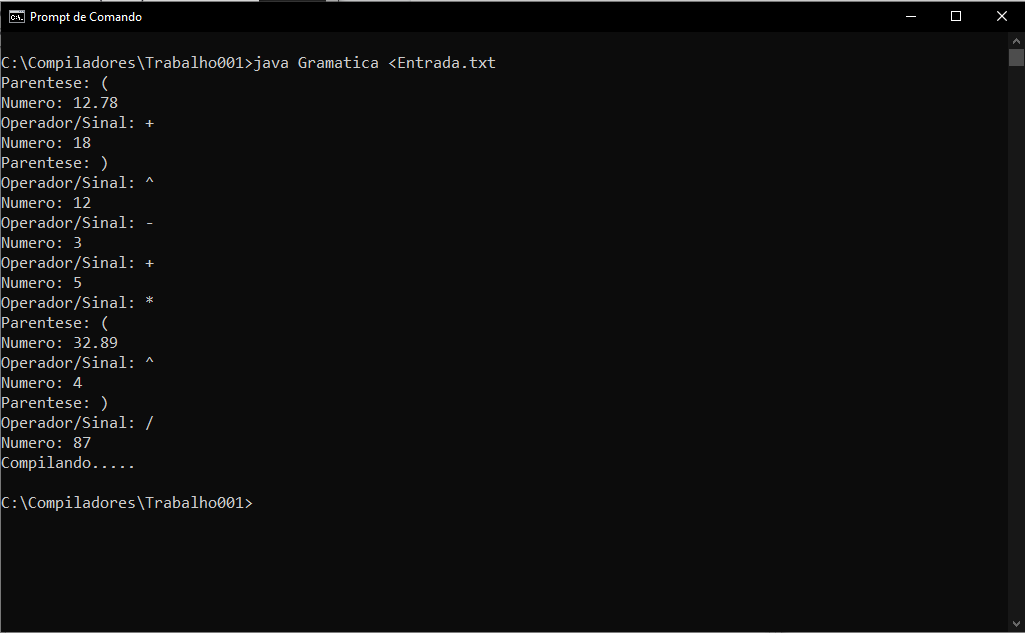 Prompt de Comando
C:\Compiladores\Trabalho001>java Gramatica <Entrada.txt
Parentese: (
Numero: 12.78
Operador/Sinal: +
Numero: 18
Parentese: )
Operador/Sinal: ^
Numero: 12
Operador/Sinal: -
Numero: 3
Operador/Sinal: +
Numero: 5
Operador/Sinal: *
Parentese: (
Numero: 32.89
Operador/Sinal: ^
Numero: 4
Parentese: )
Operador/Sinal: /
Numero: 87
Compilando.....
C:\Compiladores\Trabalho001>